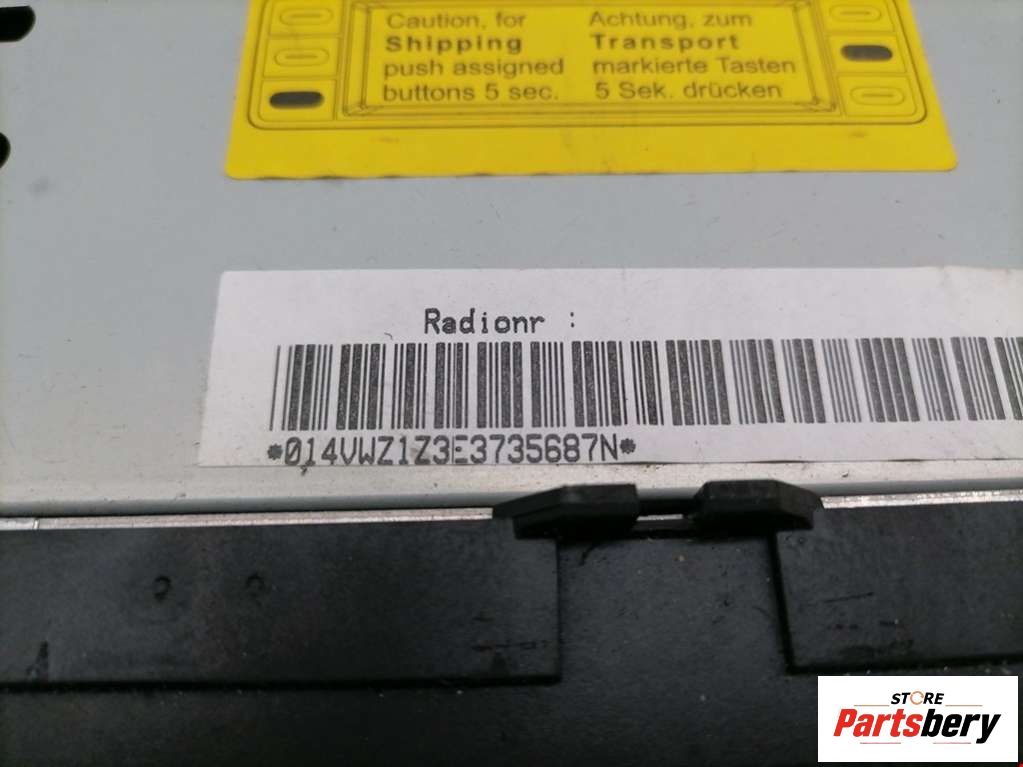 Caution, for
Shipping
push assigned
buttons 5 sec.
Achtung, zum
Transport
markierte Tasten
5 Sek. drücken
Radionr :
*014VWZ1Z3E3735687N*
STORE
Partsbery